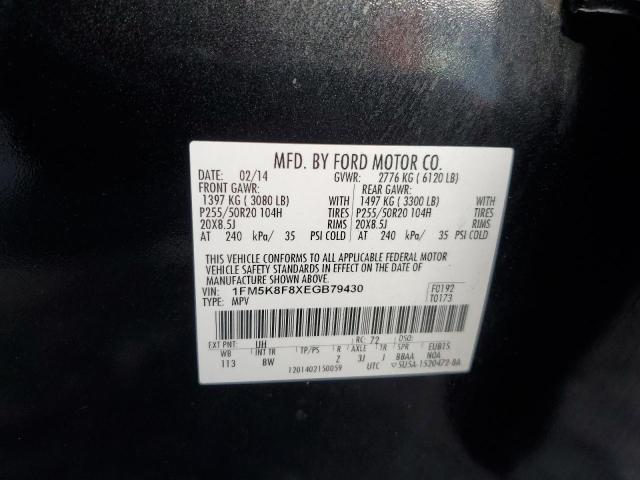 MFD. BY FORD MOTOR CO.
DATE: 02/14 GVWR: 2776 KG ( 6120 LB)
FRONT GAWR: REAR GAWR:
1397 KG ( 3080 LB) 1497 KG ( 3300 LB)
P255/50R20 104H TIRES P255/50R20 104H TIRES
20X8.5J RIMS 20X8.5J RIMS
AT 240 kPa/ 35 PSI COLD AT 240 kPa/ 35 PSI COLD
THIS VEHICLE CONFORMS TO ALL APPLICABLE FEDERAL MOTOR
VEHICLE SAFETY STANDARDS IN EFFECT ON THE DATE OF
MANUFACTURE SHOWN ABOVE.
VIN: 1FM5K8F8XEGB79430 F0192
TYPE: MPV T0173
EXT PNT: UH RC: 72 DSO:
WB INT TR TP/PS R AXLE TR SPR EUB15
113 8W Z 3J J BBAA N0A
1201402150059 UTC 5U5A-1520472-BA